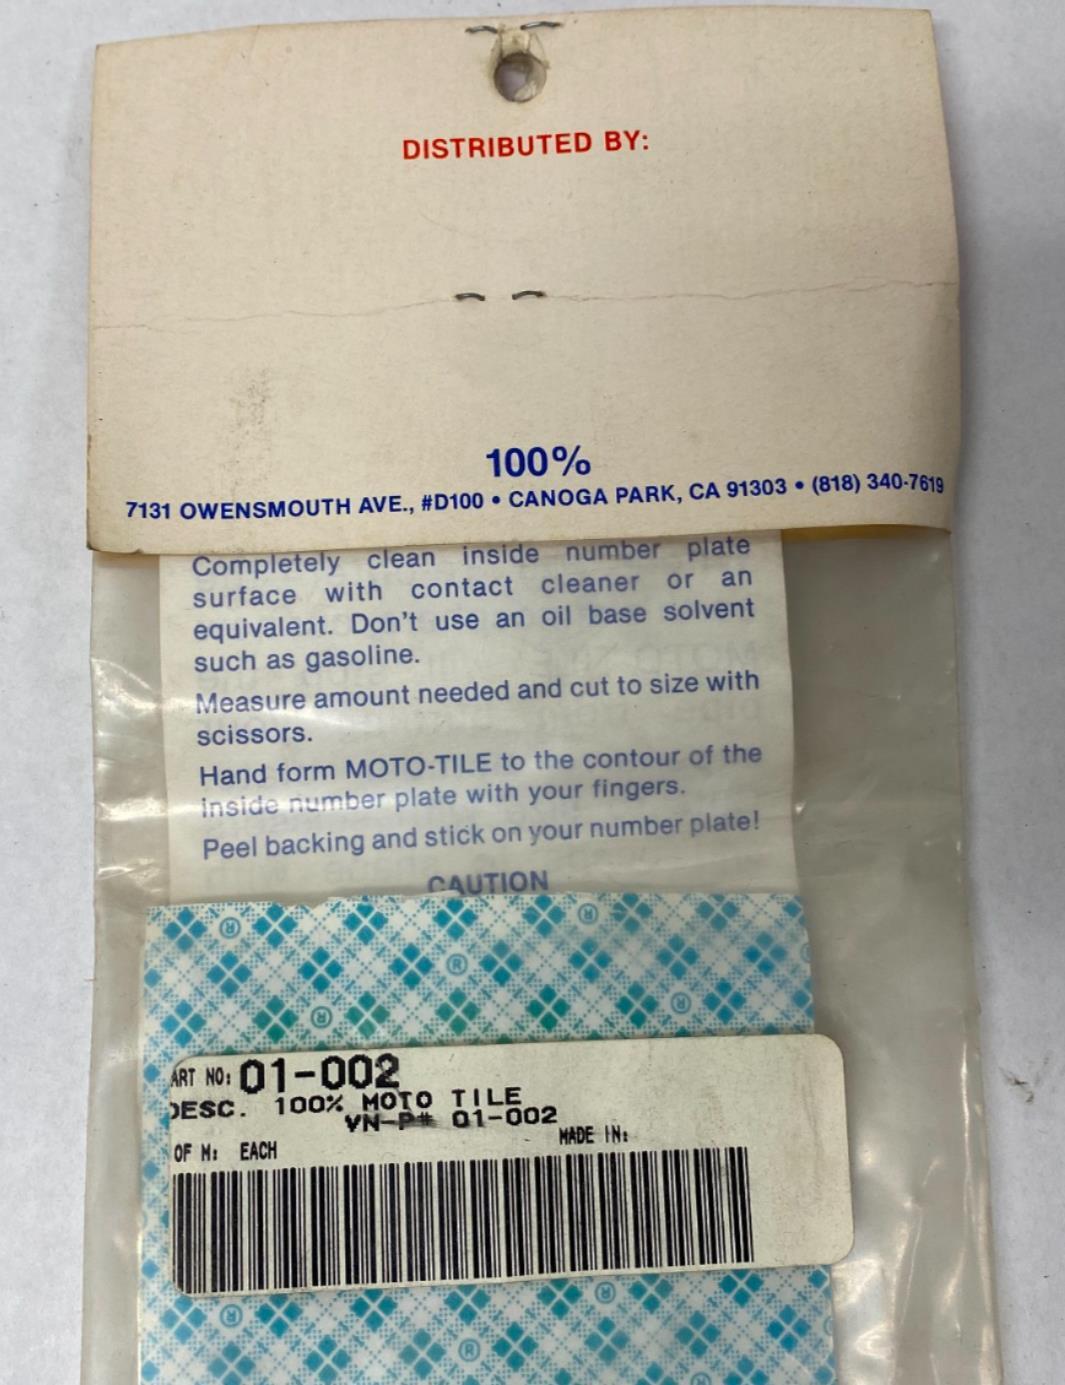 DISTRIBUTED BY:
100%
7131 OWENSMOUTH AVE., #D100 • CANOGA PARK, CA 91303 • (818) 340-7619
Completely clean inside number plate
surface with contact cleaner or an
equivalent. Don't use an oil base solvent
such as gasoline.
Measure amount needed and cut to size with
scissors.
Hand form MOTO-TILE to the contour of the
inside number plate with your fingers.
Peel backing and stick on your number plate!
CAUTION
ART NO: 01-002
DESC. 100% MOTO TILE
VN-P# 01-002
OF M: EACH MADE IN: